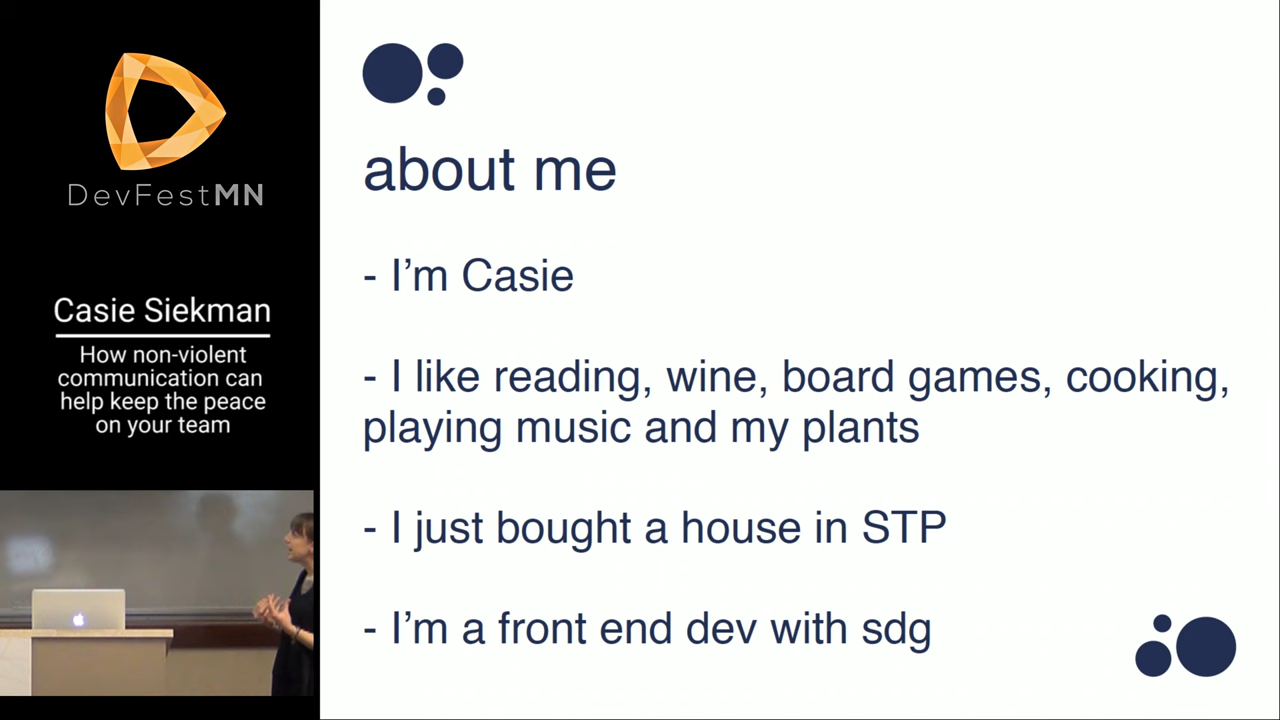 DevFestMN
Casie Siekman
How non-violent
communication can
help keep the peace
on your team
about me
- I’m Casie
- I like reading, wine, board games, cooking,
playing music and my plants
- I just bought a house in STP
- I’m a front end dev with sdg